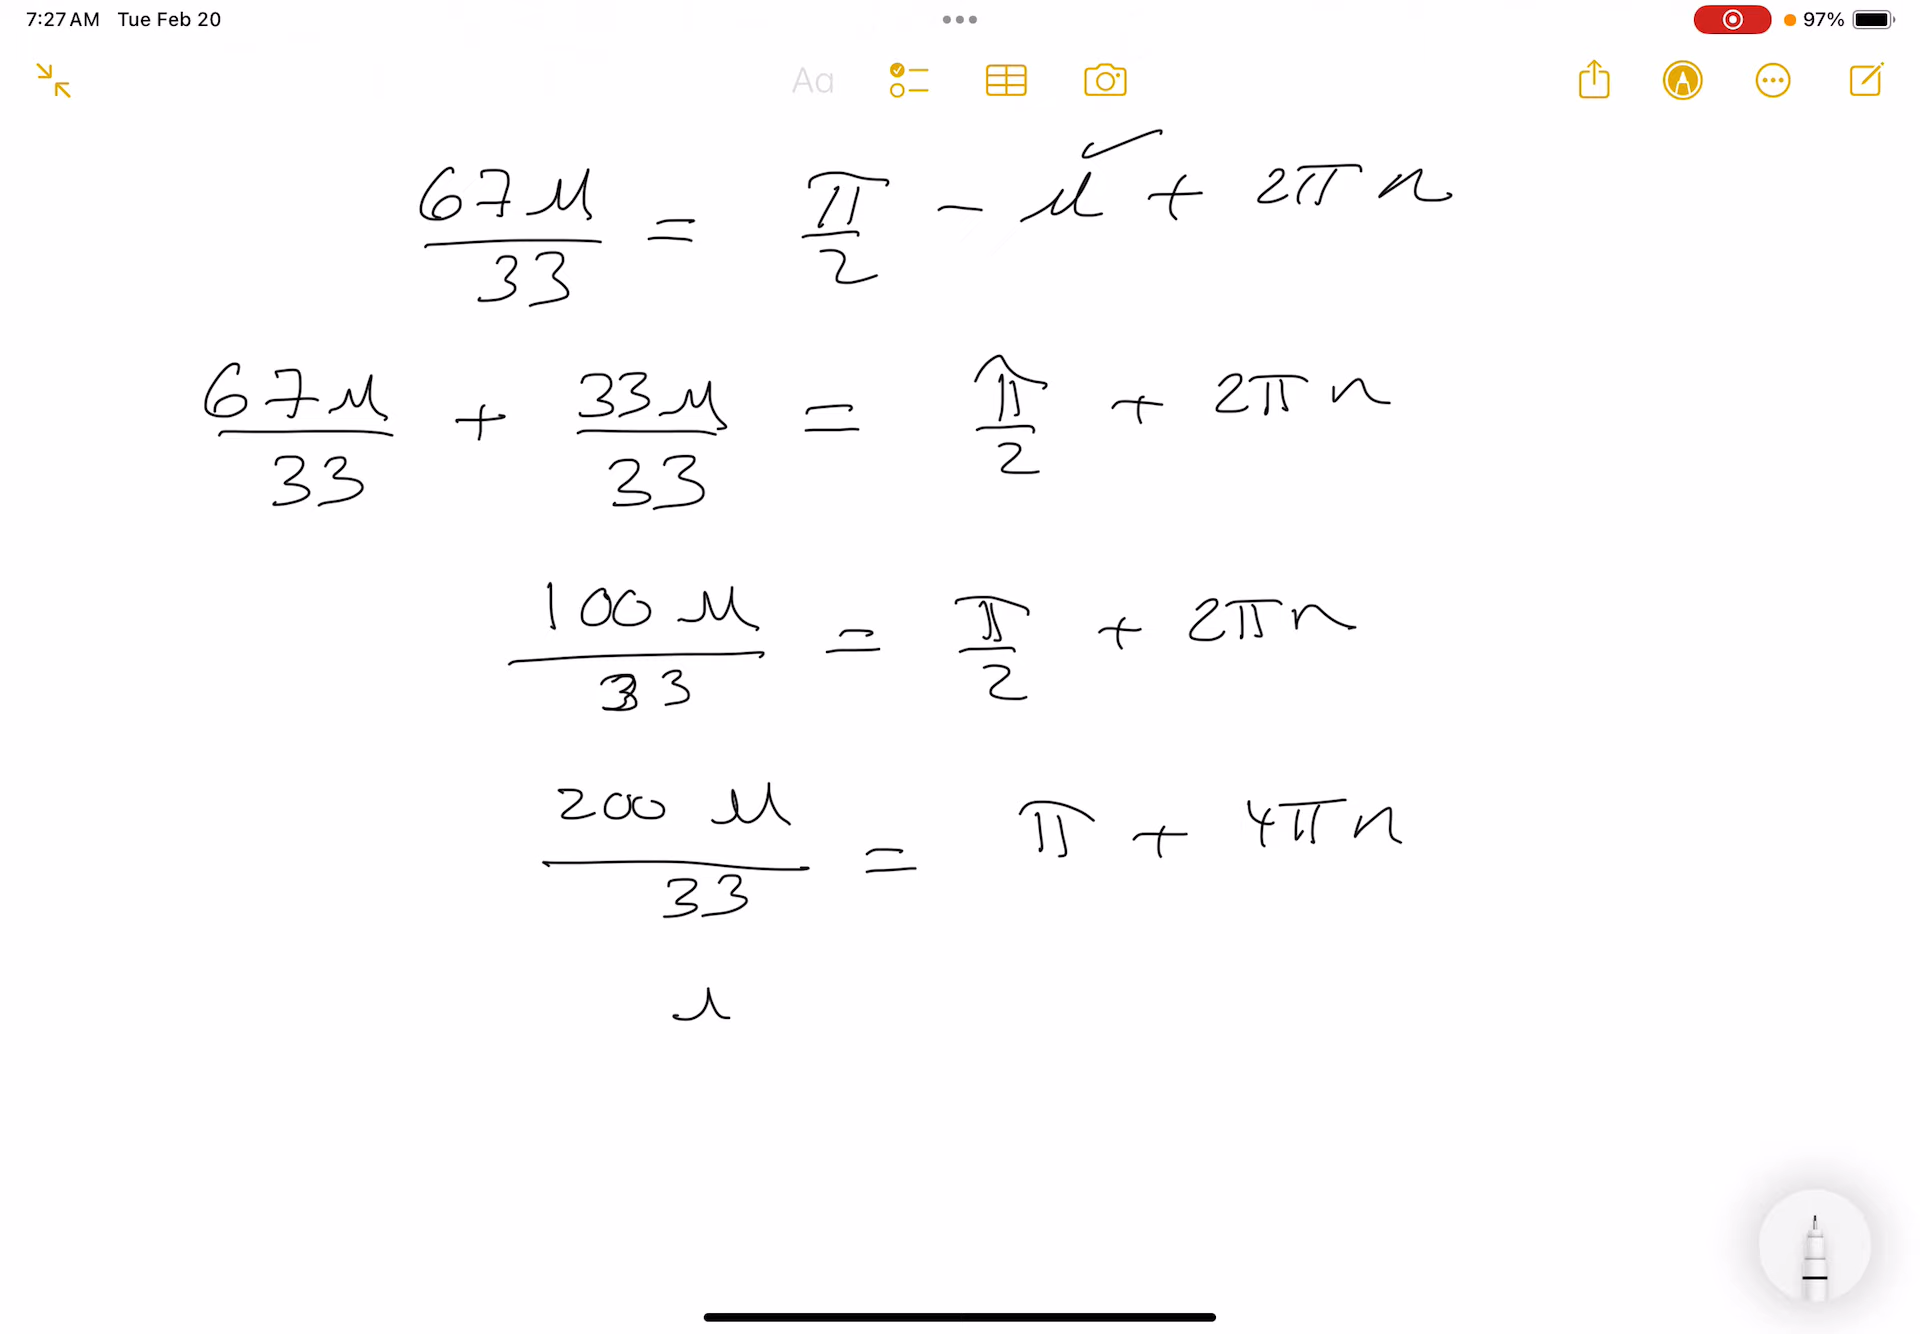 7:27 AM Tue Feb 20
97%
Aa
67u/33 = π/2 - u + 2πn
67u/33 + 33u/33 = π/2 + 2πn
100u/33 = π/2 + 2πn
200u/33 = π + 4πn